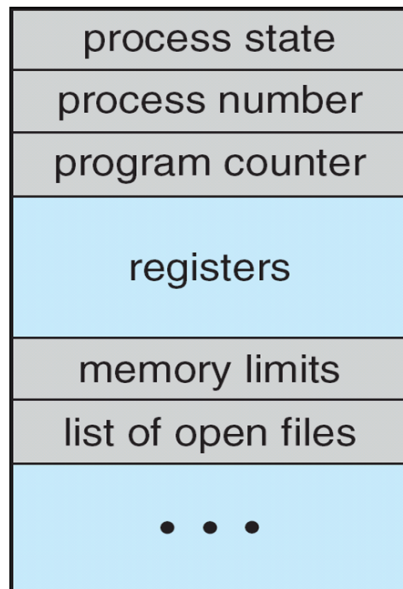 process state
process number
program counter
registers
memory limits
list of open files
• • •